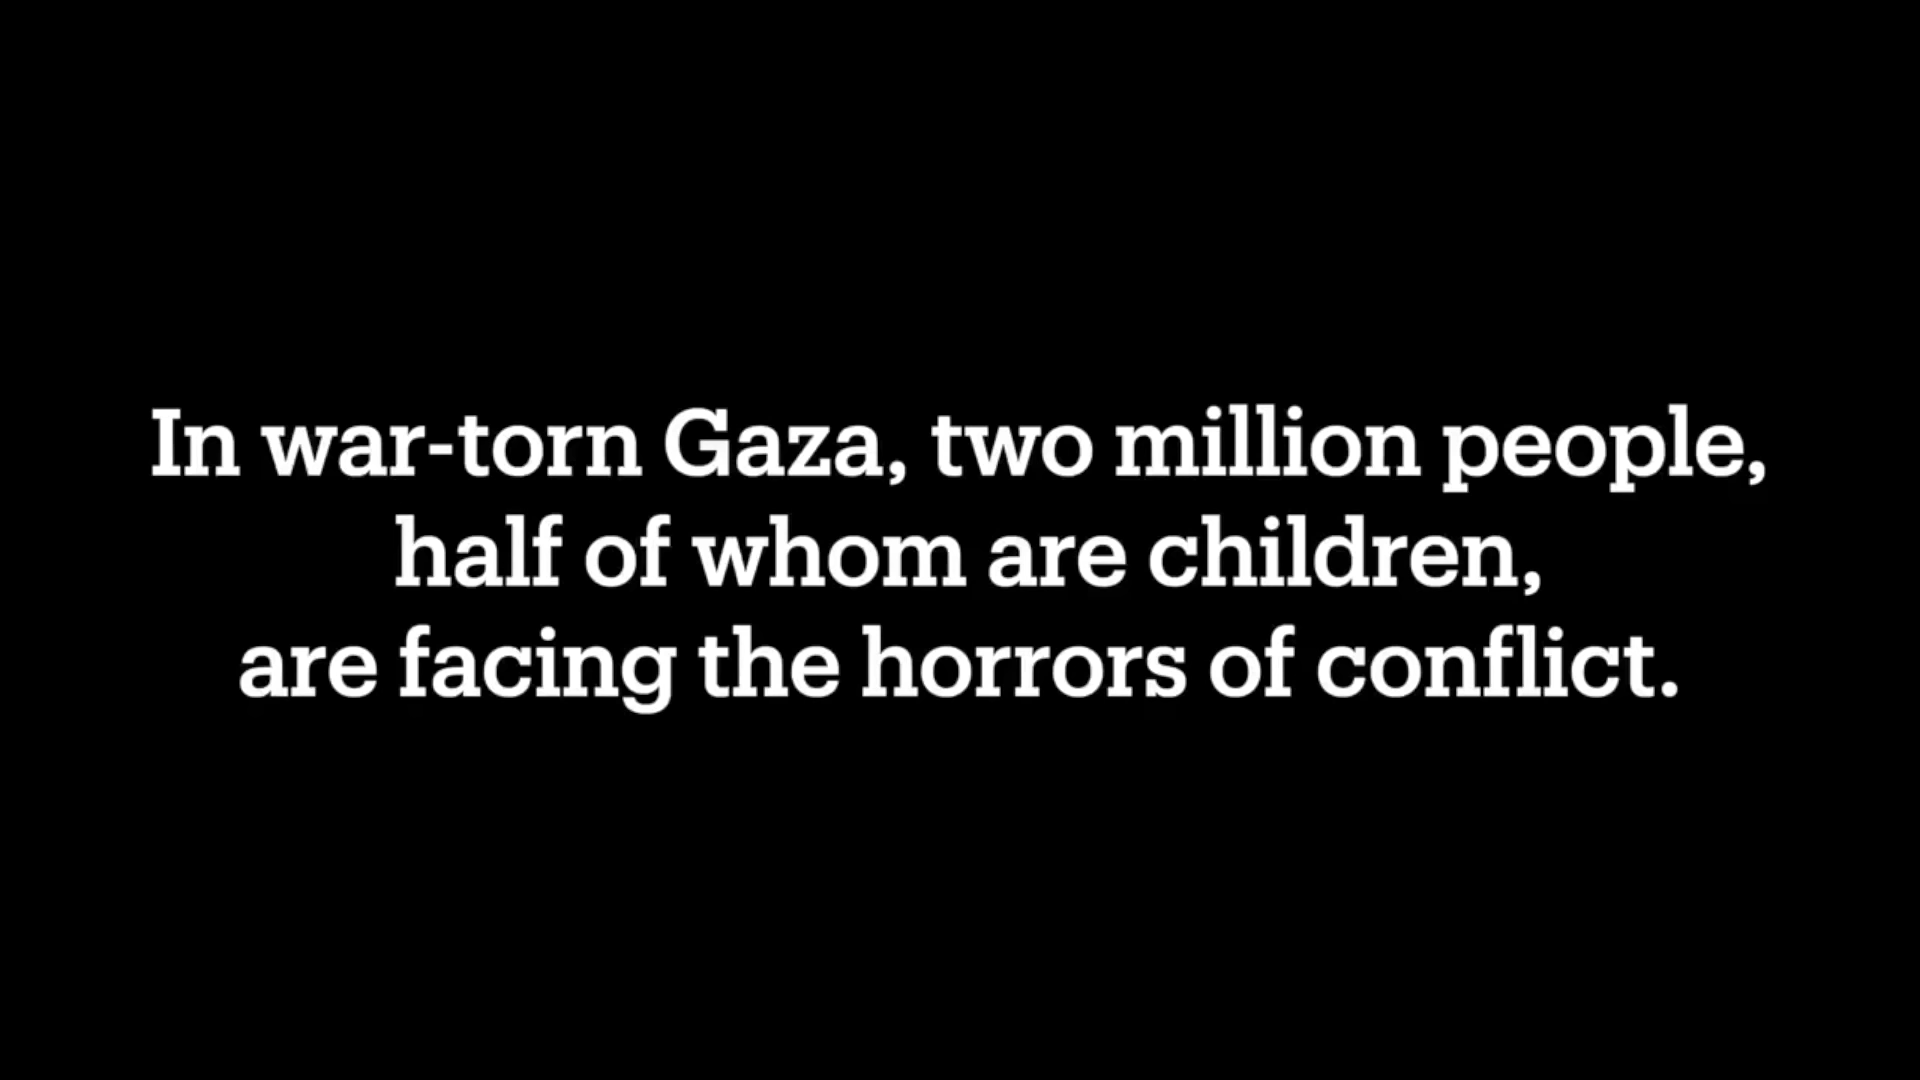 In war-torn Gaza, two million people,
half of whom are children,
are facing the horrors of conflict.